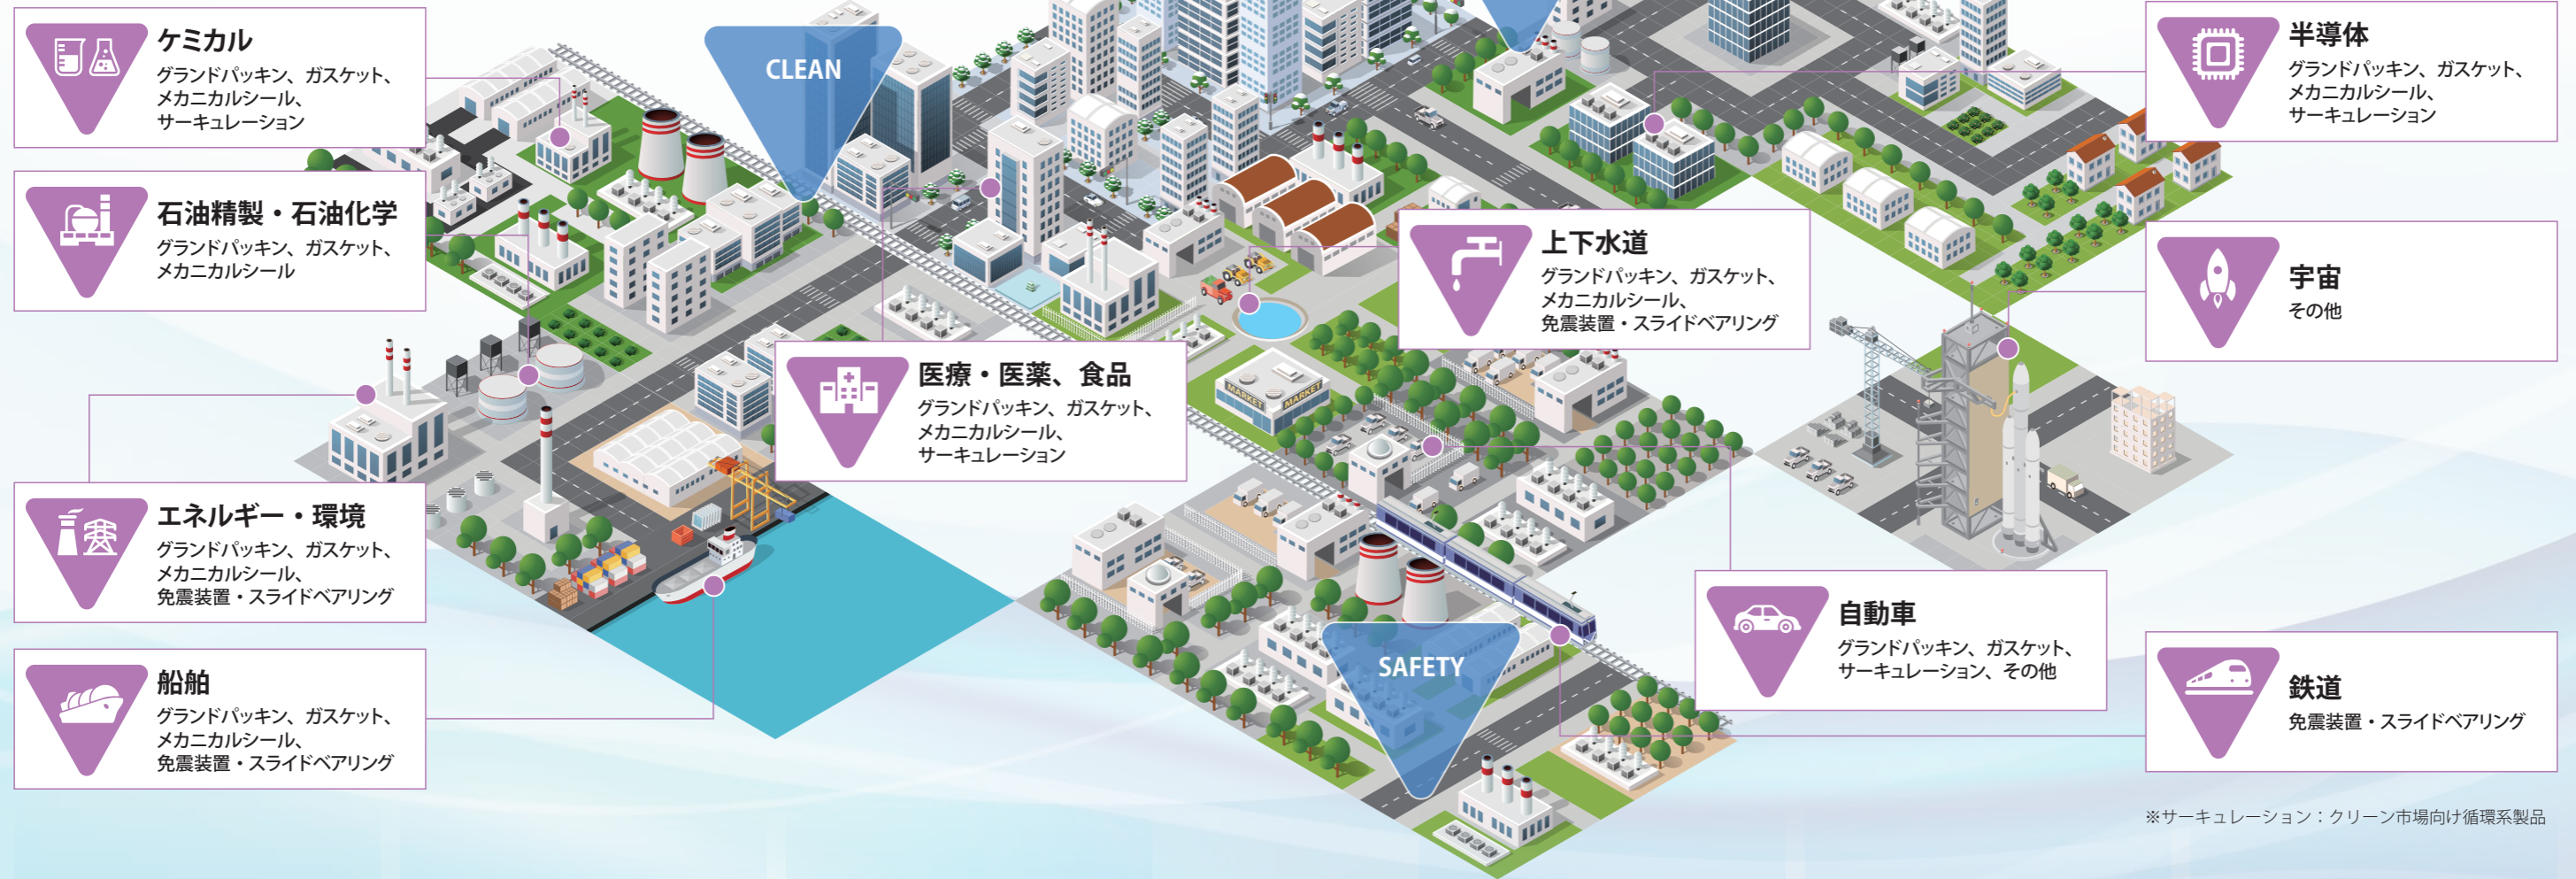 ケミカル
グランドパッキン、ガスケット、
メカニカルシール、
サーキュレーション
石油精製・石油化学
グランドパッキン、ガスケット、
メカニカルシール
エネルギー・環境
グランドパッキン、ガスケット、
メカニカルシール、
免震装置・スライドベアリング
船舶
グランドパッキン、ガスケット、
メカニカルシール、
免震装置・スライドベアリング
CLEAN
医療・医薬、食品
グランドパッキン、ガスケット、
メカニカルシール、
サーキュレーション
MARKET
MARKET
上下水道
グランドパッキン、ガスケット、
メカニカルシール、
免震装置・スライドベアリング
SAFETY
自動車
グランドパッキン、ガスケット、
サーキュレーション、その他
半導体
グランドパッキン、ガスケット、
メカニカルシール、
サーキュレーション
宇宙
その他
鉄道
免震装置・スライドベアリング
※サーキュレーション：クリーン市場向け循環系製品